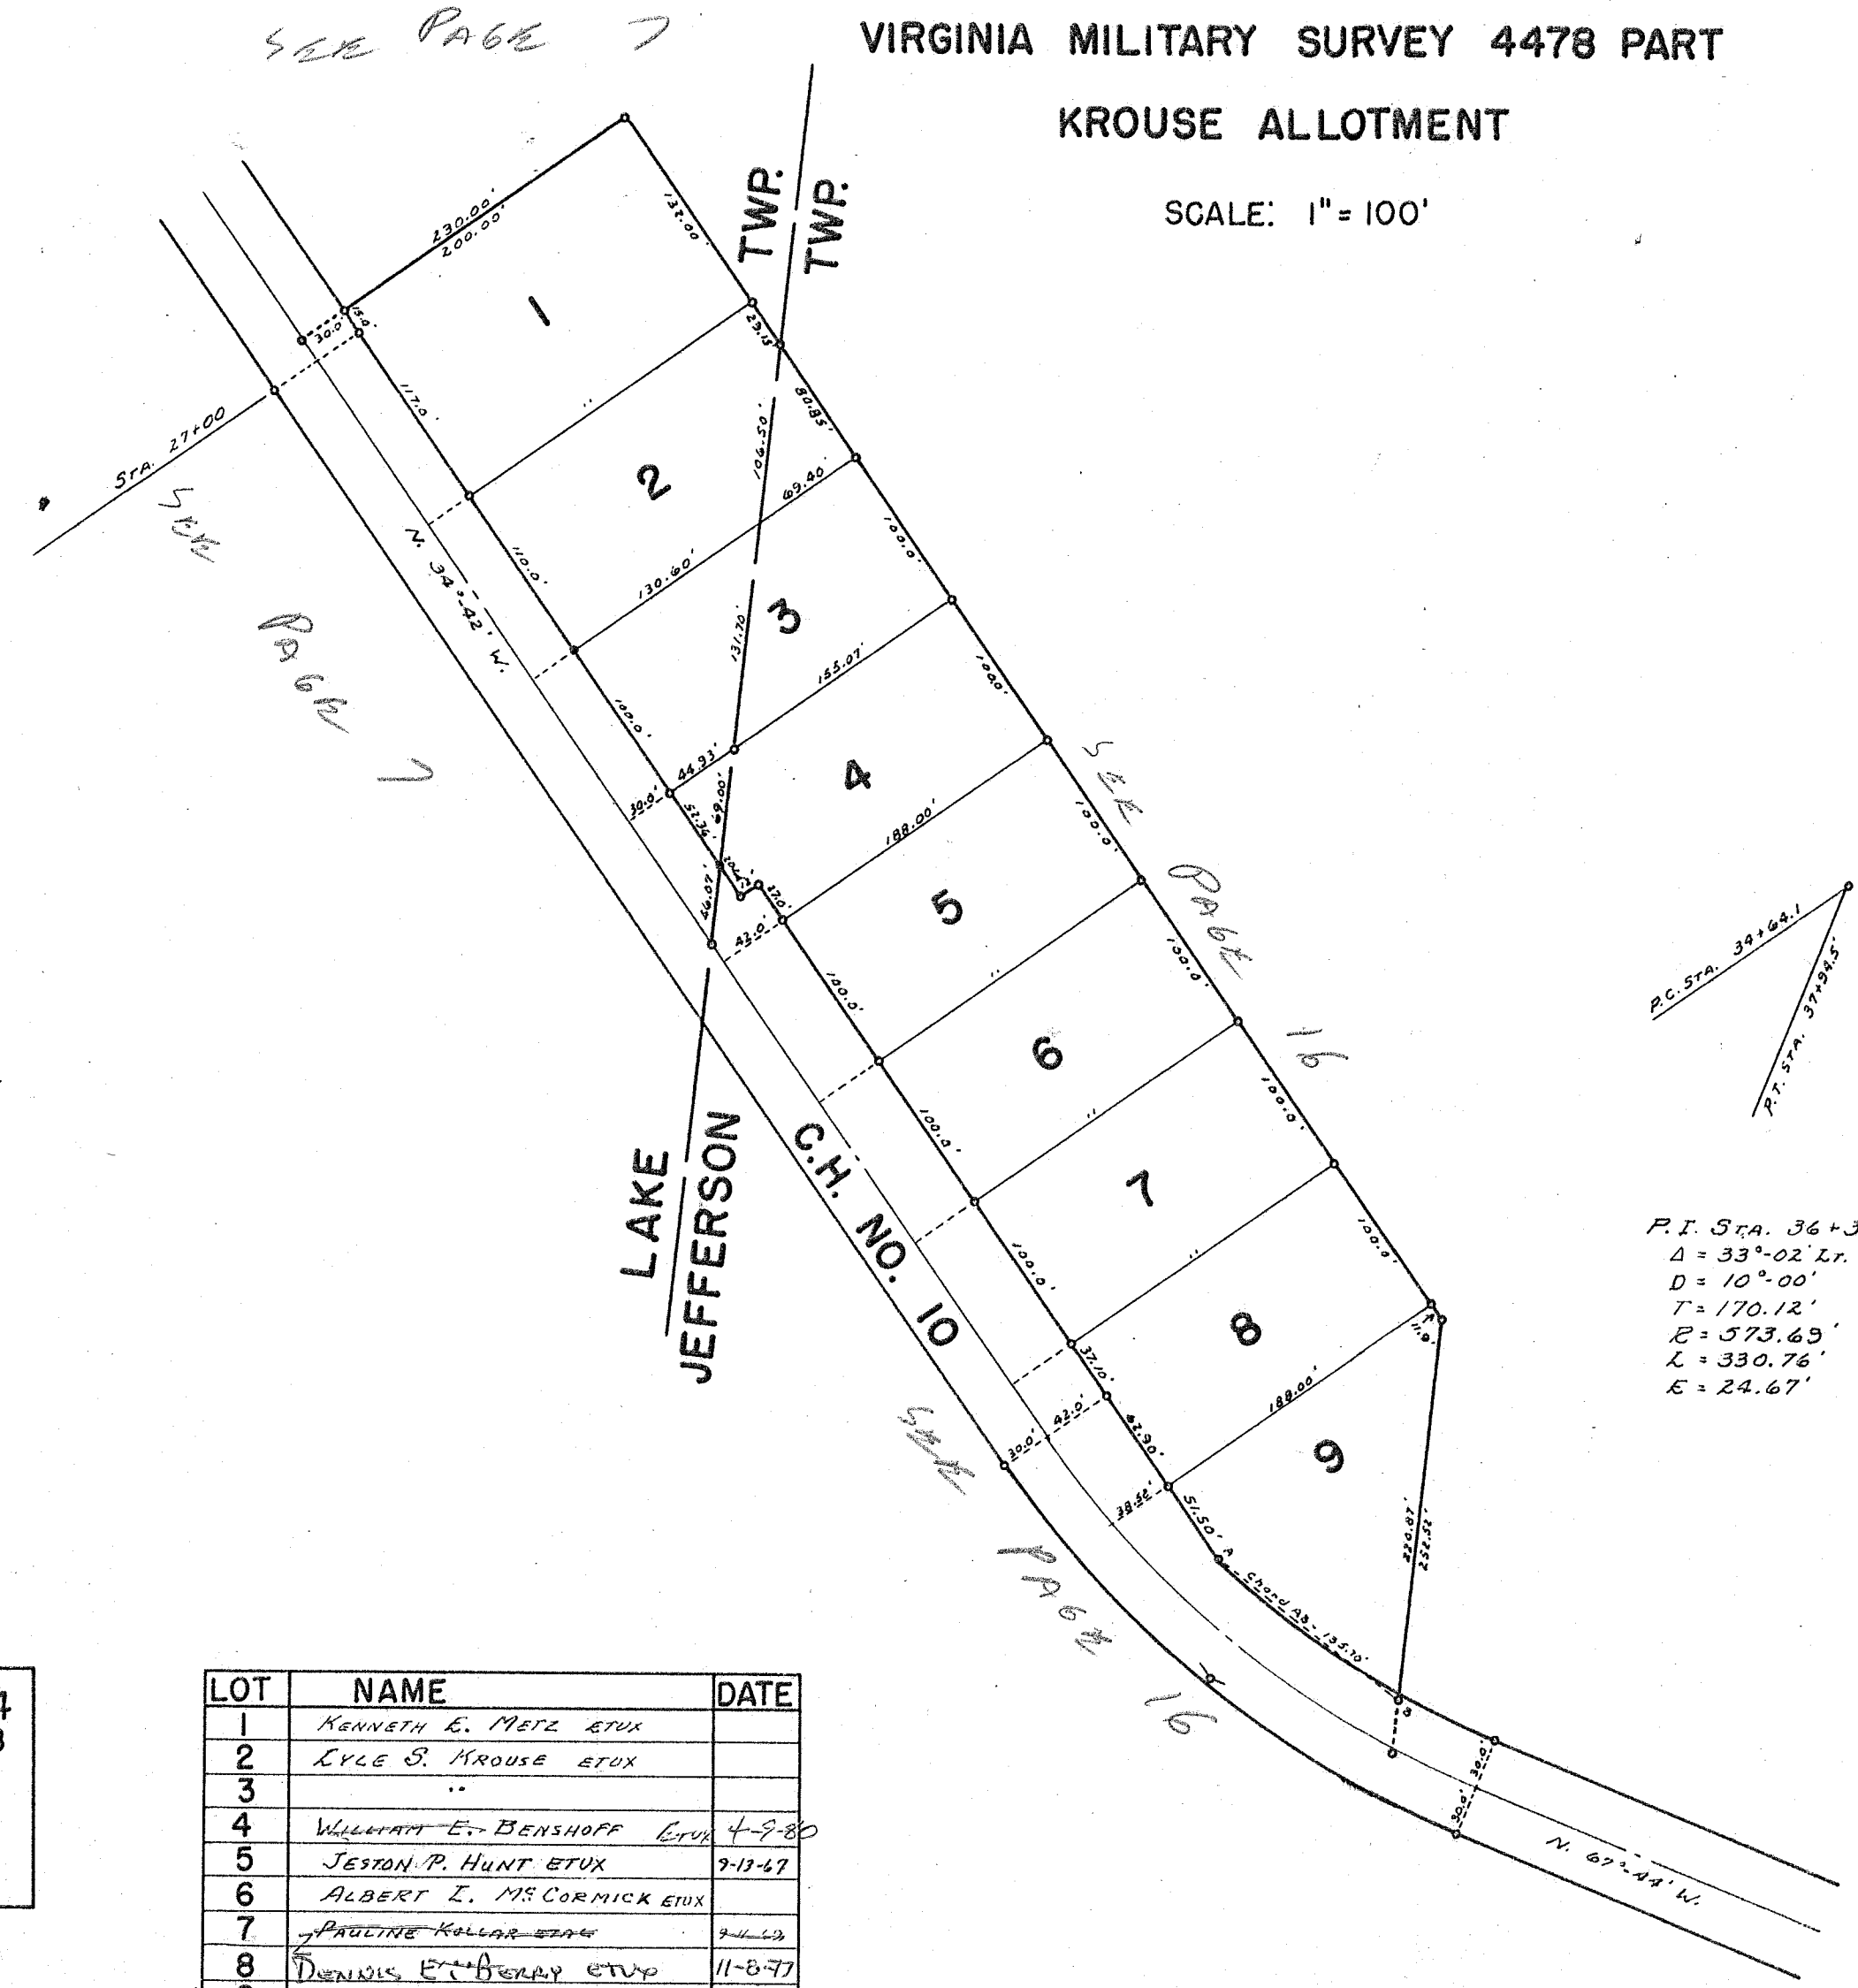 SEE PAGE 7
VIRGINIA MILITARY SURVEY 4478 PART
KROUSE ALLOTMENT
SCALE: 1" = 100'
TWP.
TWP.
230.00'
200.00'
132.00'
1
30.0'
15.0'
29.15
117.0'
"
80.85'
106.50'
STA. 27+00
SEE PAGE 7
2
69.40'
N. 34°-42' W.
110.0'
130.60'
100.0'
3
131.70'
155.07'
100.0'
100.0'
44.93'
4
30.0'
52.36'
69.00'
188.00'
100.0'
SEE PAGE 16
46.07'
27.0'
42.0'
5
100.0'
P.C. STA. 34+64.1
P.T. STA. 37+94.5'
100.0'
"
6
100.0'
100.0'
"
LAKE
JEFFERSON
C.H. NO. 10
7
100.0'
100.0'
"
P.I. STA. 36+3
Δ = 33°-02' LT.
D = 10°-00'
T = 170.12'
R = 573.69'
L = 330.76'
E = 24.67'
8
37.10'
11.0'
188.00'
30.0'
42.0'
62.90'
9
38.50'
51.50'
SEE PAGE 16
220.87'
252.52'
A
Chord AB - 135.70'
B
30.0'
30.0'
N. 67°-44' W.
4
LOT NAME DATE
1 KENNETH E. METZ ETUX
2 LYLE S. KROUSE ETUX
3 "
4 WILLIAM E. BENSHOFF ETUX 4-9-80
5 JESTON P. HUNT ETUX 9-13-67
6 ALBERT I. McCORMICK ETUX
7 PAULINE KOLLAR ETAL
8 DENNIS E. BERRY ETUX 11-8-77